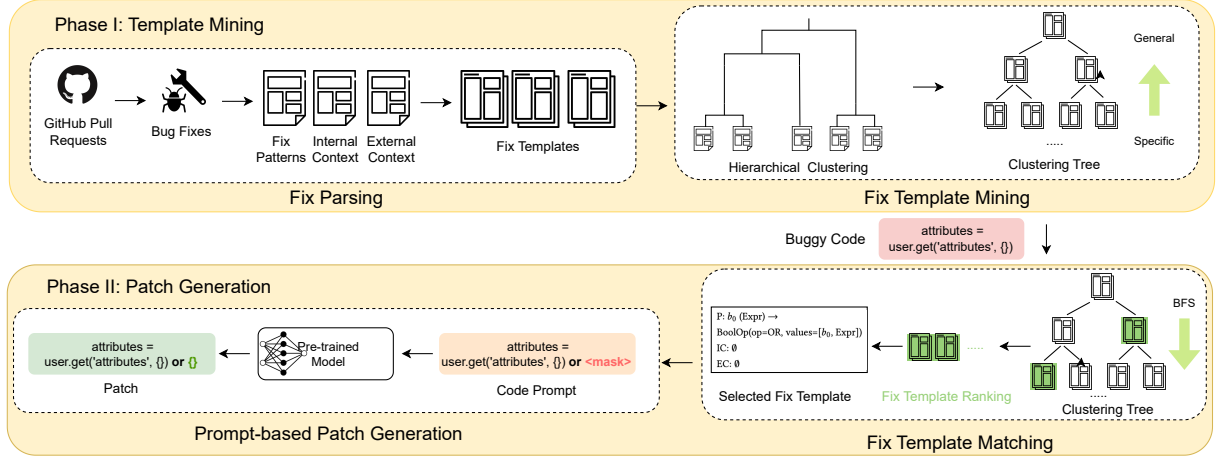 Phase I: Template Mining
GitHub Pull
Requests
Bug Fixes
Fix
Patterns
Internal
Context
External
Context
Fix Templates
Fix Parsing
Hierarchical Clustering
General
Specific
.....
Clustering Tree
Fix Template Mining
Buggy Code
attributes =
user.get('attributes', {})
Phase II: Patch Generation
attributes =
user.get('attributes', {}) or {}
Patch
Pre-trained
Model
attributes =
user.get('attributes', {}) or <mask>
Code Prompt
Prompt-based Patch Generation
P: b₀ (Expr) →
BoolOp(op=OR, values=[b₀, Expr])
IC: ∅
EC: ∅
Selected Fix Template
......
Fix Template Ranking
BFS
.....
Clustering Tree
Fix Template Matching